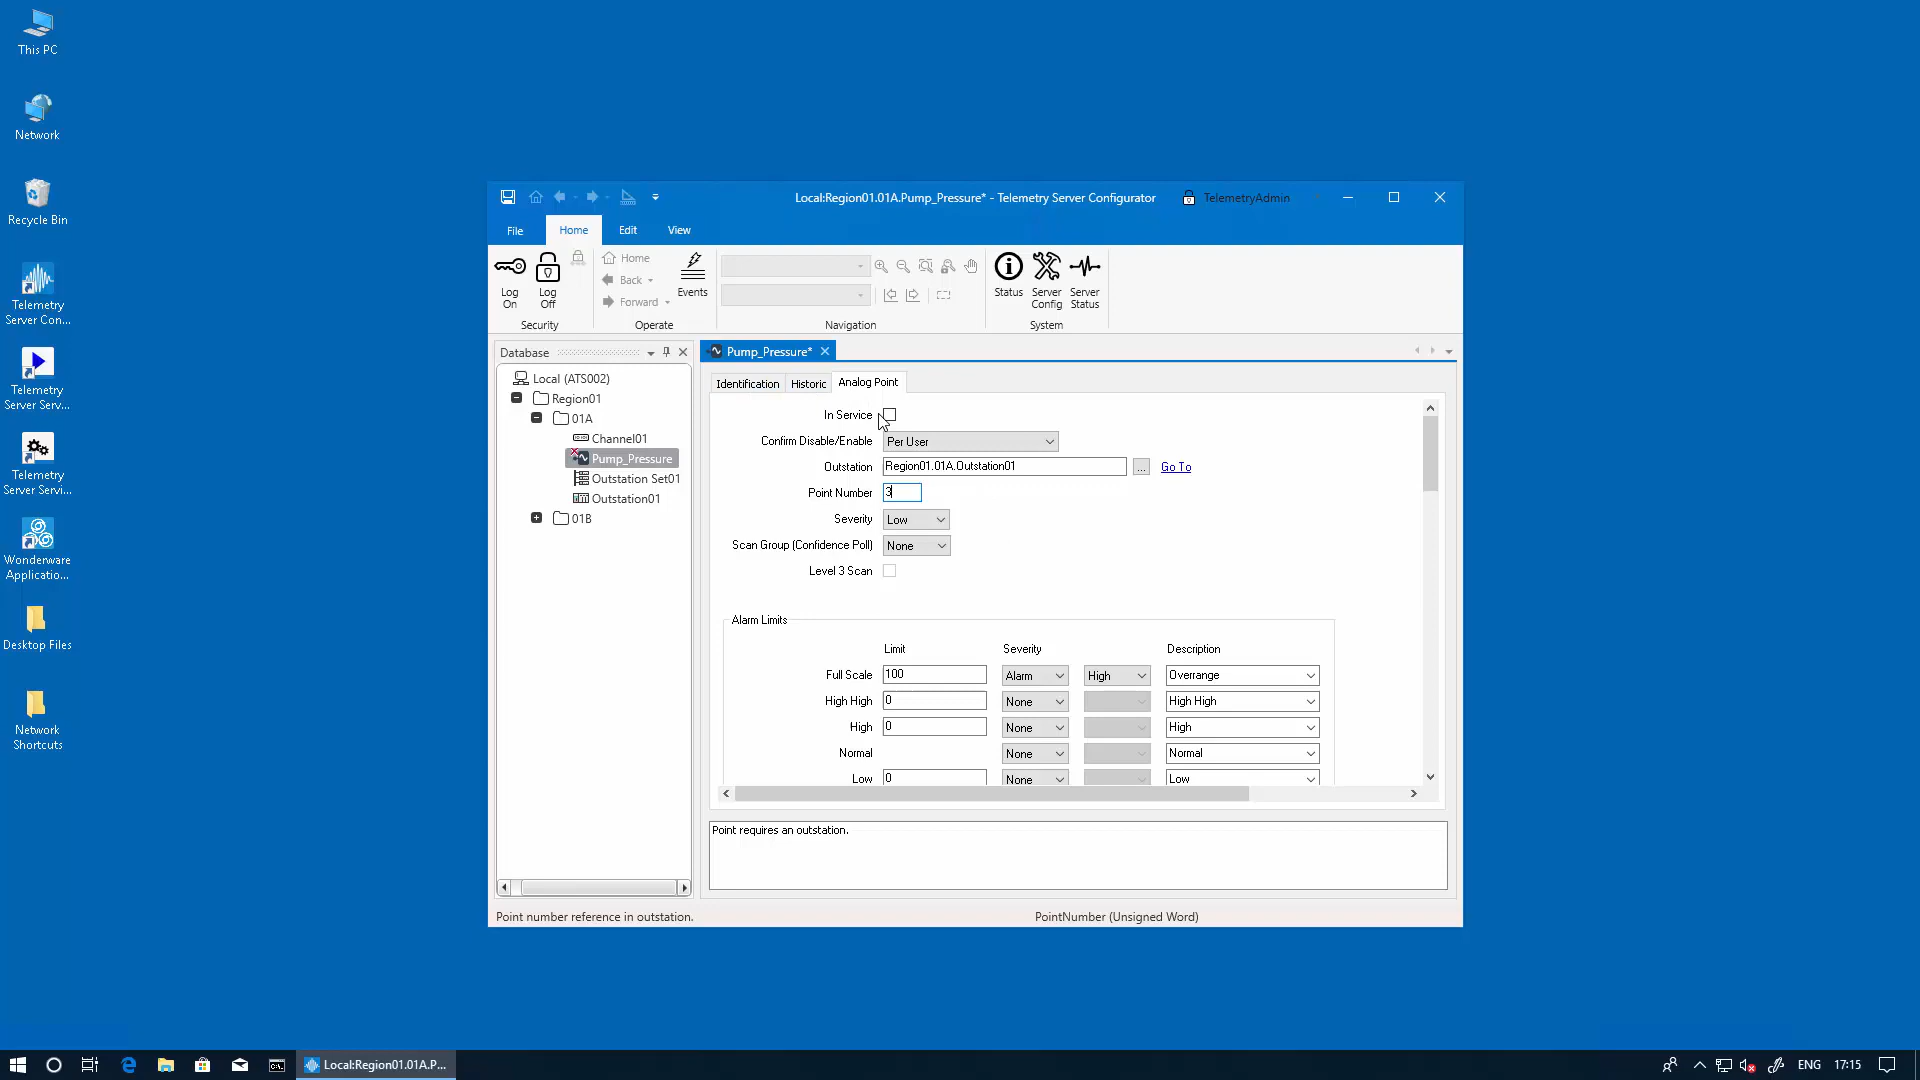 This PC
Network
Recycle Bin
Telemetry
Server Con...
Telemetry
Server Serv...
Telemetry
Server Servi...
Wonderware
Applicatio...
Desktop Files
Network
Shortcuts
Local:Region01.01A.Pump_Pressure* - Telemetry Server Configurator
TelemetryAdmin
File
Home
Edit
View
Log
On
Log
Off
Security
Home
Back
Forward
Events
Operate
Navigation
Status
Server
Config
Server
Status
System
Database
Local (ATS002)
Region01
01A
Channel01
Pump_Pressure
Outstation Set01
Outstation01
01B
Pump_Pressure*
Identification
Historic
Analog Point
In Service
Confirm Disable/Enable Per User
Outstation Region01.01A.Outstation01 ... Go To
Point Number 3
Severity Low
Scan Group (Confidence Poll) None
Level 3 Scan
Alarm Limits
Limit Severity Description
Full Scale 100 Alarm High Overrange
High High 0 None High High
High 0 None High
Normal None Normal
Low 0 None Low
Point requires an outstation.
Point number reference in outstation.
PointNumber (Unsigned Word)
Local:Region01.01A.P...
ENG
17:15